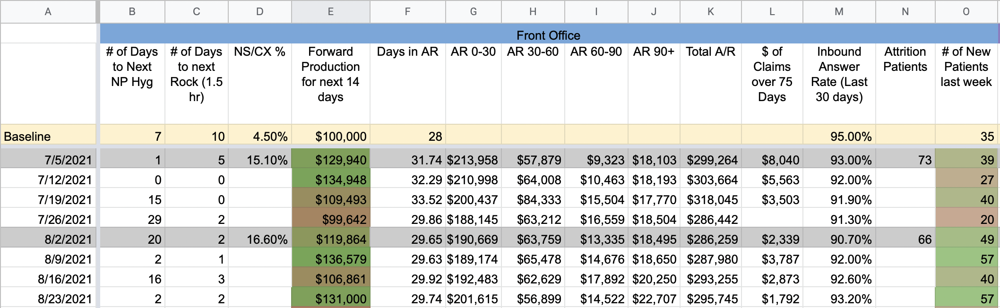 A B C D E F G H I J K L M N O
Front Office
# of Days to Next NP Hyg # of Days to next Rock (1.5 hr) NS/CX % Forward Production for next 14 days Days in AR AR 0-30 AR 30-60 AR 60-90 AR 90+ Total A/R $ of Claims over 75 Days Inbound Answer Rate (Last 30 days) Attrition Patients # of New Patients last week
Baseline 7 10 4.50% $100,000 28 95.00% 35
7/5/2021 1 5 15.10% $129,940 31.74 $213,958 $57,879 $9,323 $18,103 $299,264 $8,040 93.00% 73 39
7/12/2021 0 0 $134,948 32.29 $210,998 $64,008 $10,463 $18,193 $303,664 $5,563 92.00% 27
7/19/2021 15 0 $109,493 33.52 $200,437 $84,333 $15,504 $17,770 $318,045 $3,503 91.90% 40
7/26/2021 29 2 $99,642 29.86 $188,145 $63,212 $16,559 $18,504 $286,442 91.30% 20
8/2/2021 20 2 16.60% $119,864 29.65 $190,669 $63,759 $13,335 $18,495 $286,259 $2,339 90.70% 66 49
8/9/2021 2 1 $136,579 29.63 $189,174 $65,478 $14,676 $18,650 $287,980 $3,787 92.00% 57
8/16/2021 16 3 $106,861 29.92 $192,483 $62,629 $17,892 $20,250 $293,255 $2,873 92.60% 40
8/23/2021 2 2 $131,000 29.74 $201,615 $56,899 $14,522 $22,707 $295,745 $1,792 93.20% 57